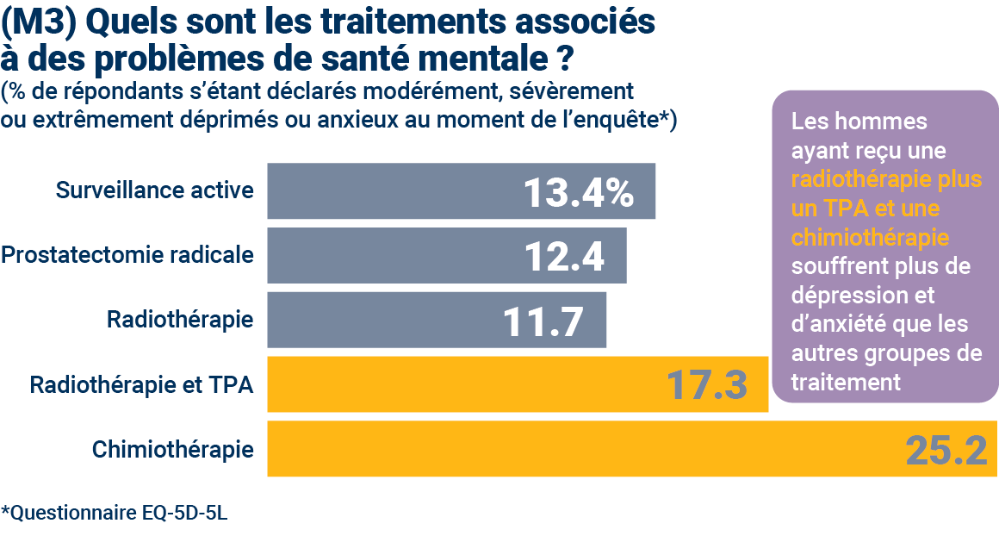 (M3) Quels sont les traitements associés
à des problèmes de santé mentale ?
(% de répondants s’étant déclarés modérément, sévèrement
ou extrêmement déprimés ou anxieux au moment de l’enquête*)
Surveillance active
13.4%
Prostatectomie radicale
12.4
Radiothérapie
11.7
Radiothérapie et TPA
17.3
Chimiothérapie
25.2
Les hommes
ayant reçu une
radiothérapie plus
un TPA et une
chimiothérapie
souffrent plus de
dépression et
d’anxiété que les
autres groupes de
traitement
*Questionnaire EQ-5D-5L